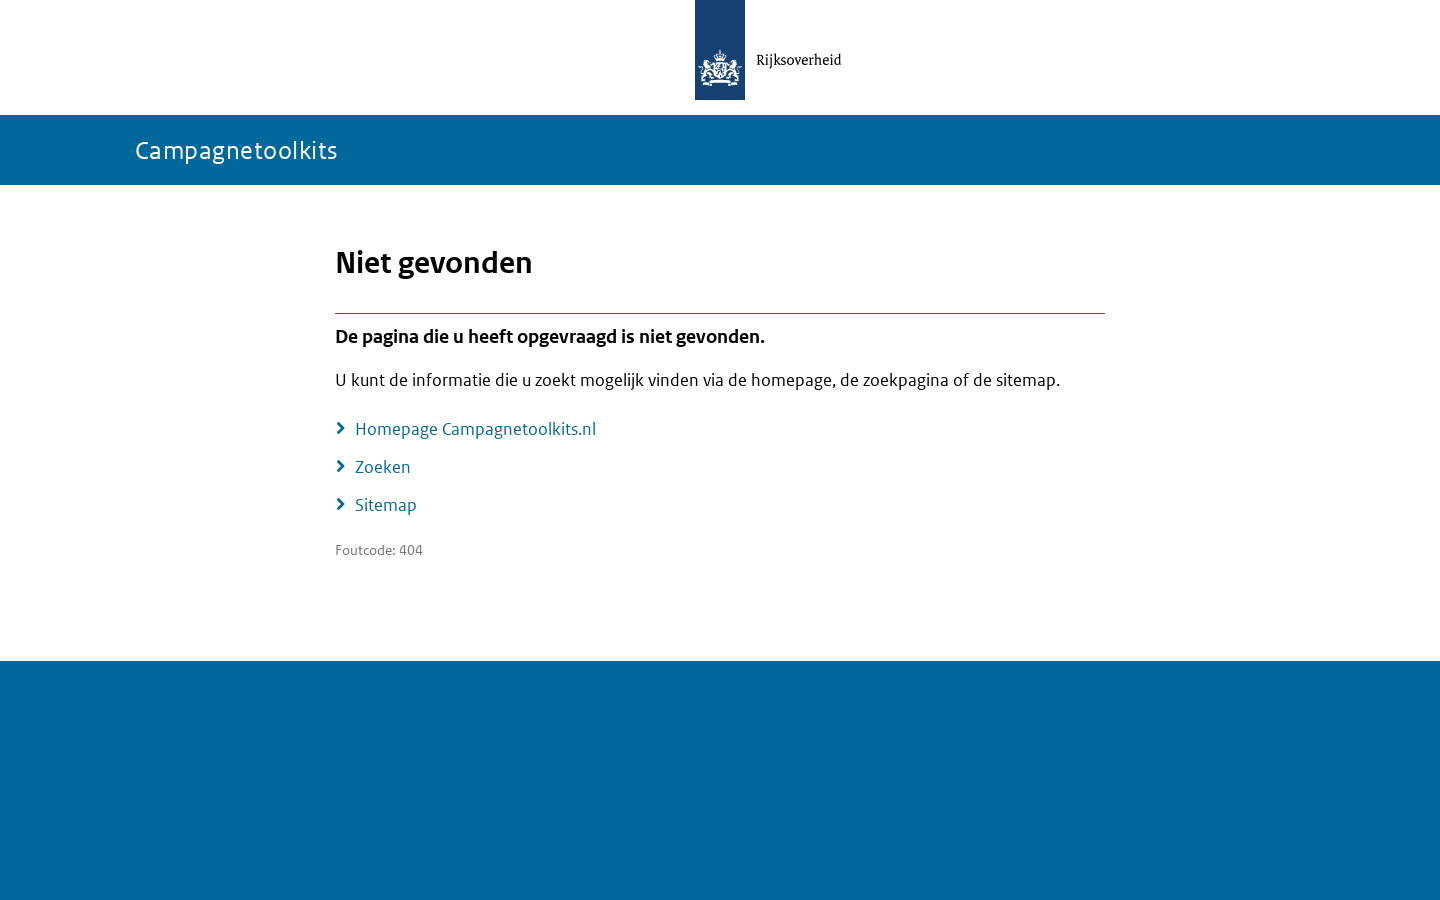 Rijksoverheid
Campagnetoolkits
Niet gevonden
De pagina die u heeft opgevraagd is niet gevonden.
U kunt de informatie die u zoekt mogelijk vinden via de homepage, de zoekpagina of de sitemap.
Homepage Campagnetoolkits.nl
Zoeken
Sitemap
Foutcode: 404